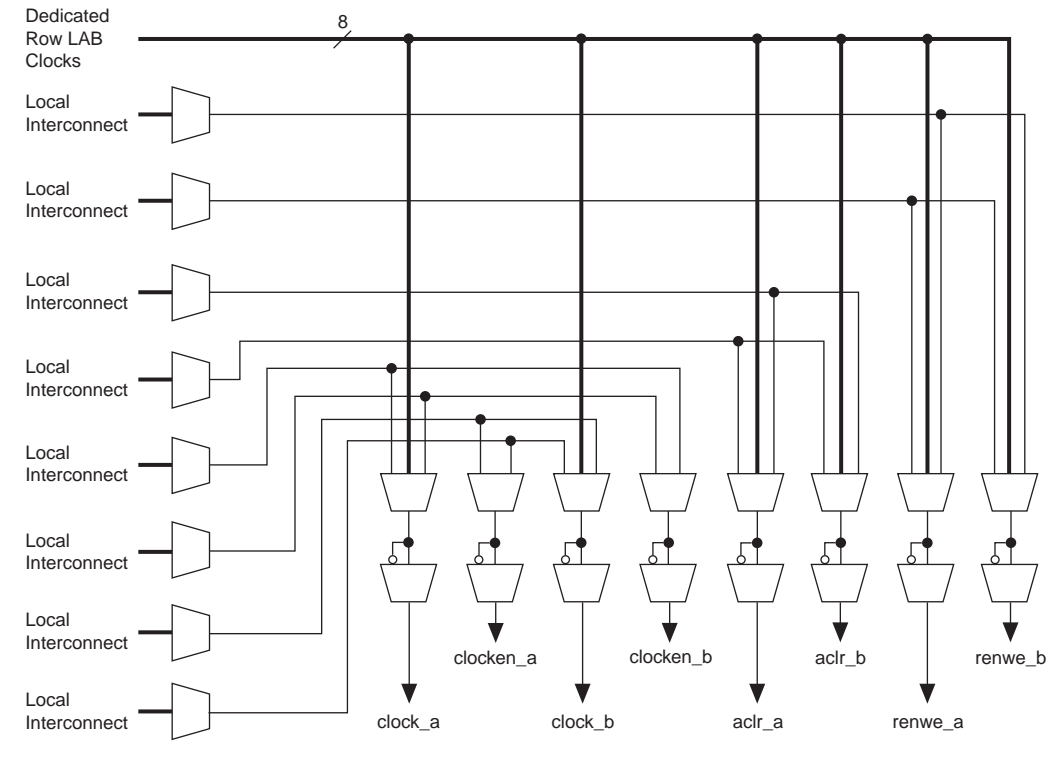 Dedicated
Row LAB
Clocks
8
Local
Interconnect
Local
Interconnect
Local
Interconnect
Local
Interconnect
Local
Interconnect
Local
Interconnect
Local
Interconnect
Local
Interconnect
clocken_a
clocken_b
aclr_b
renwe_b
clock_a
clock_b
aclr_a
renwe_a